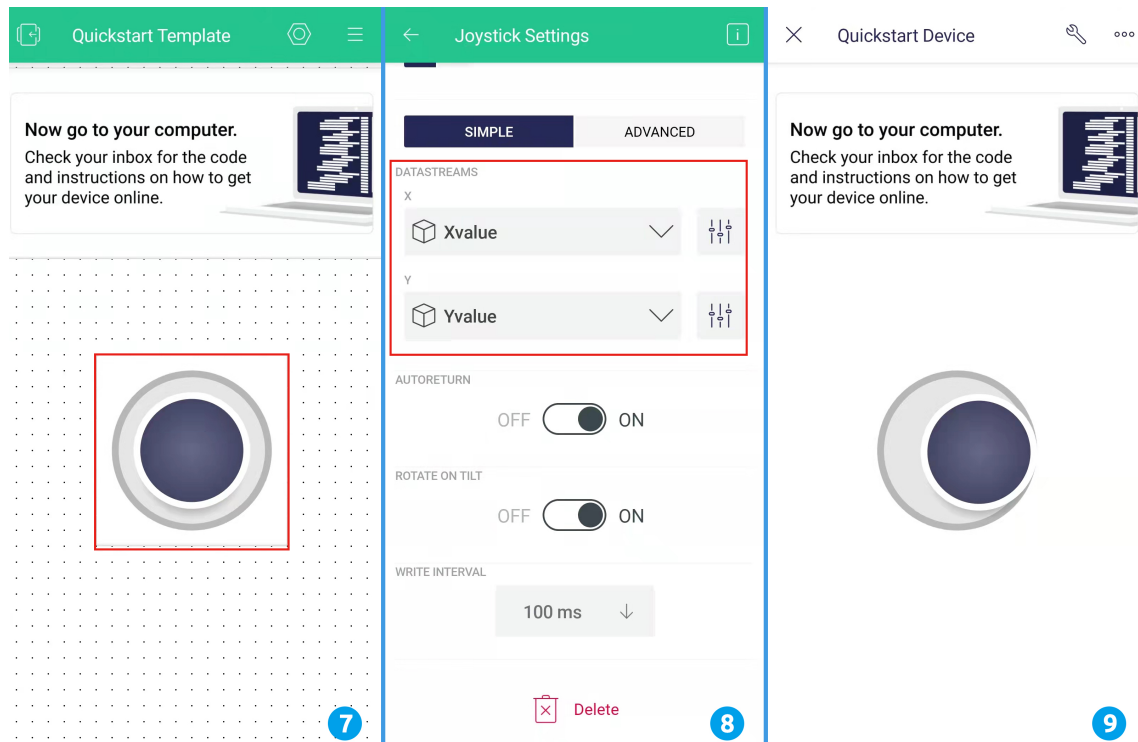 Quickstart Template
Now go to your computer.
Check your inbox for the code
and instructions on how to get
your device online.
7
Joystick Settings
i
SIMPLE
ADVANCED
DATASTREAMS
X
Xvalue
Y
Yvalue
AUTORETURN
OFF ON
ROTATE ON TILT
OFF ON
WRITE INTERVAL
100 ms
Delete
8
Quickstart Device
Now go to your computer.
Check your inbox for the code
and instructions on how to get
your device online.
9